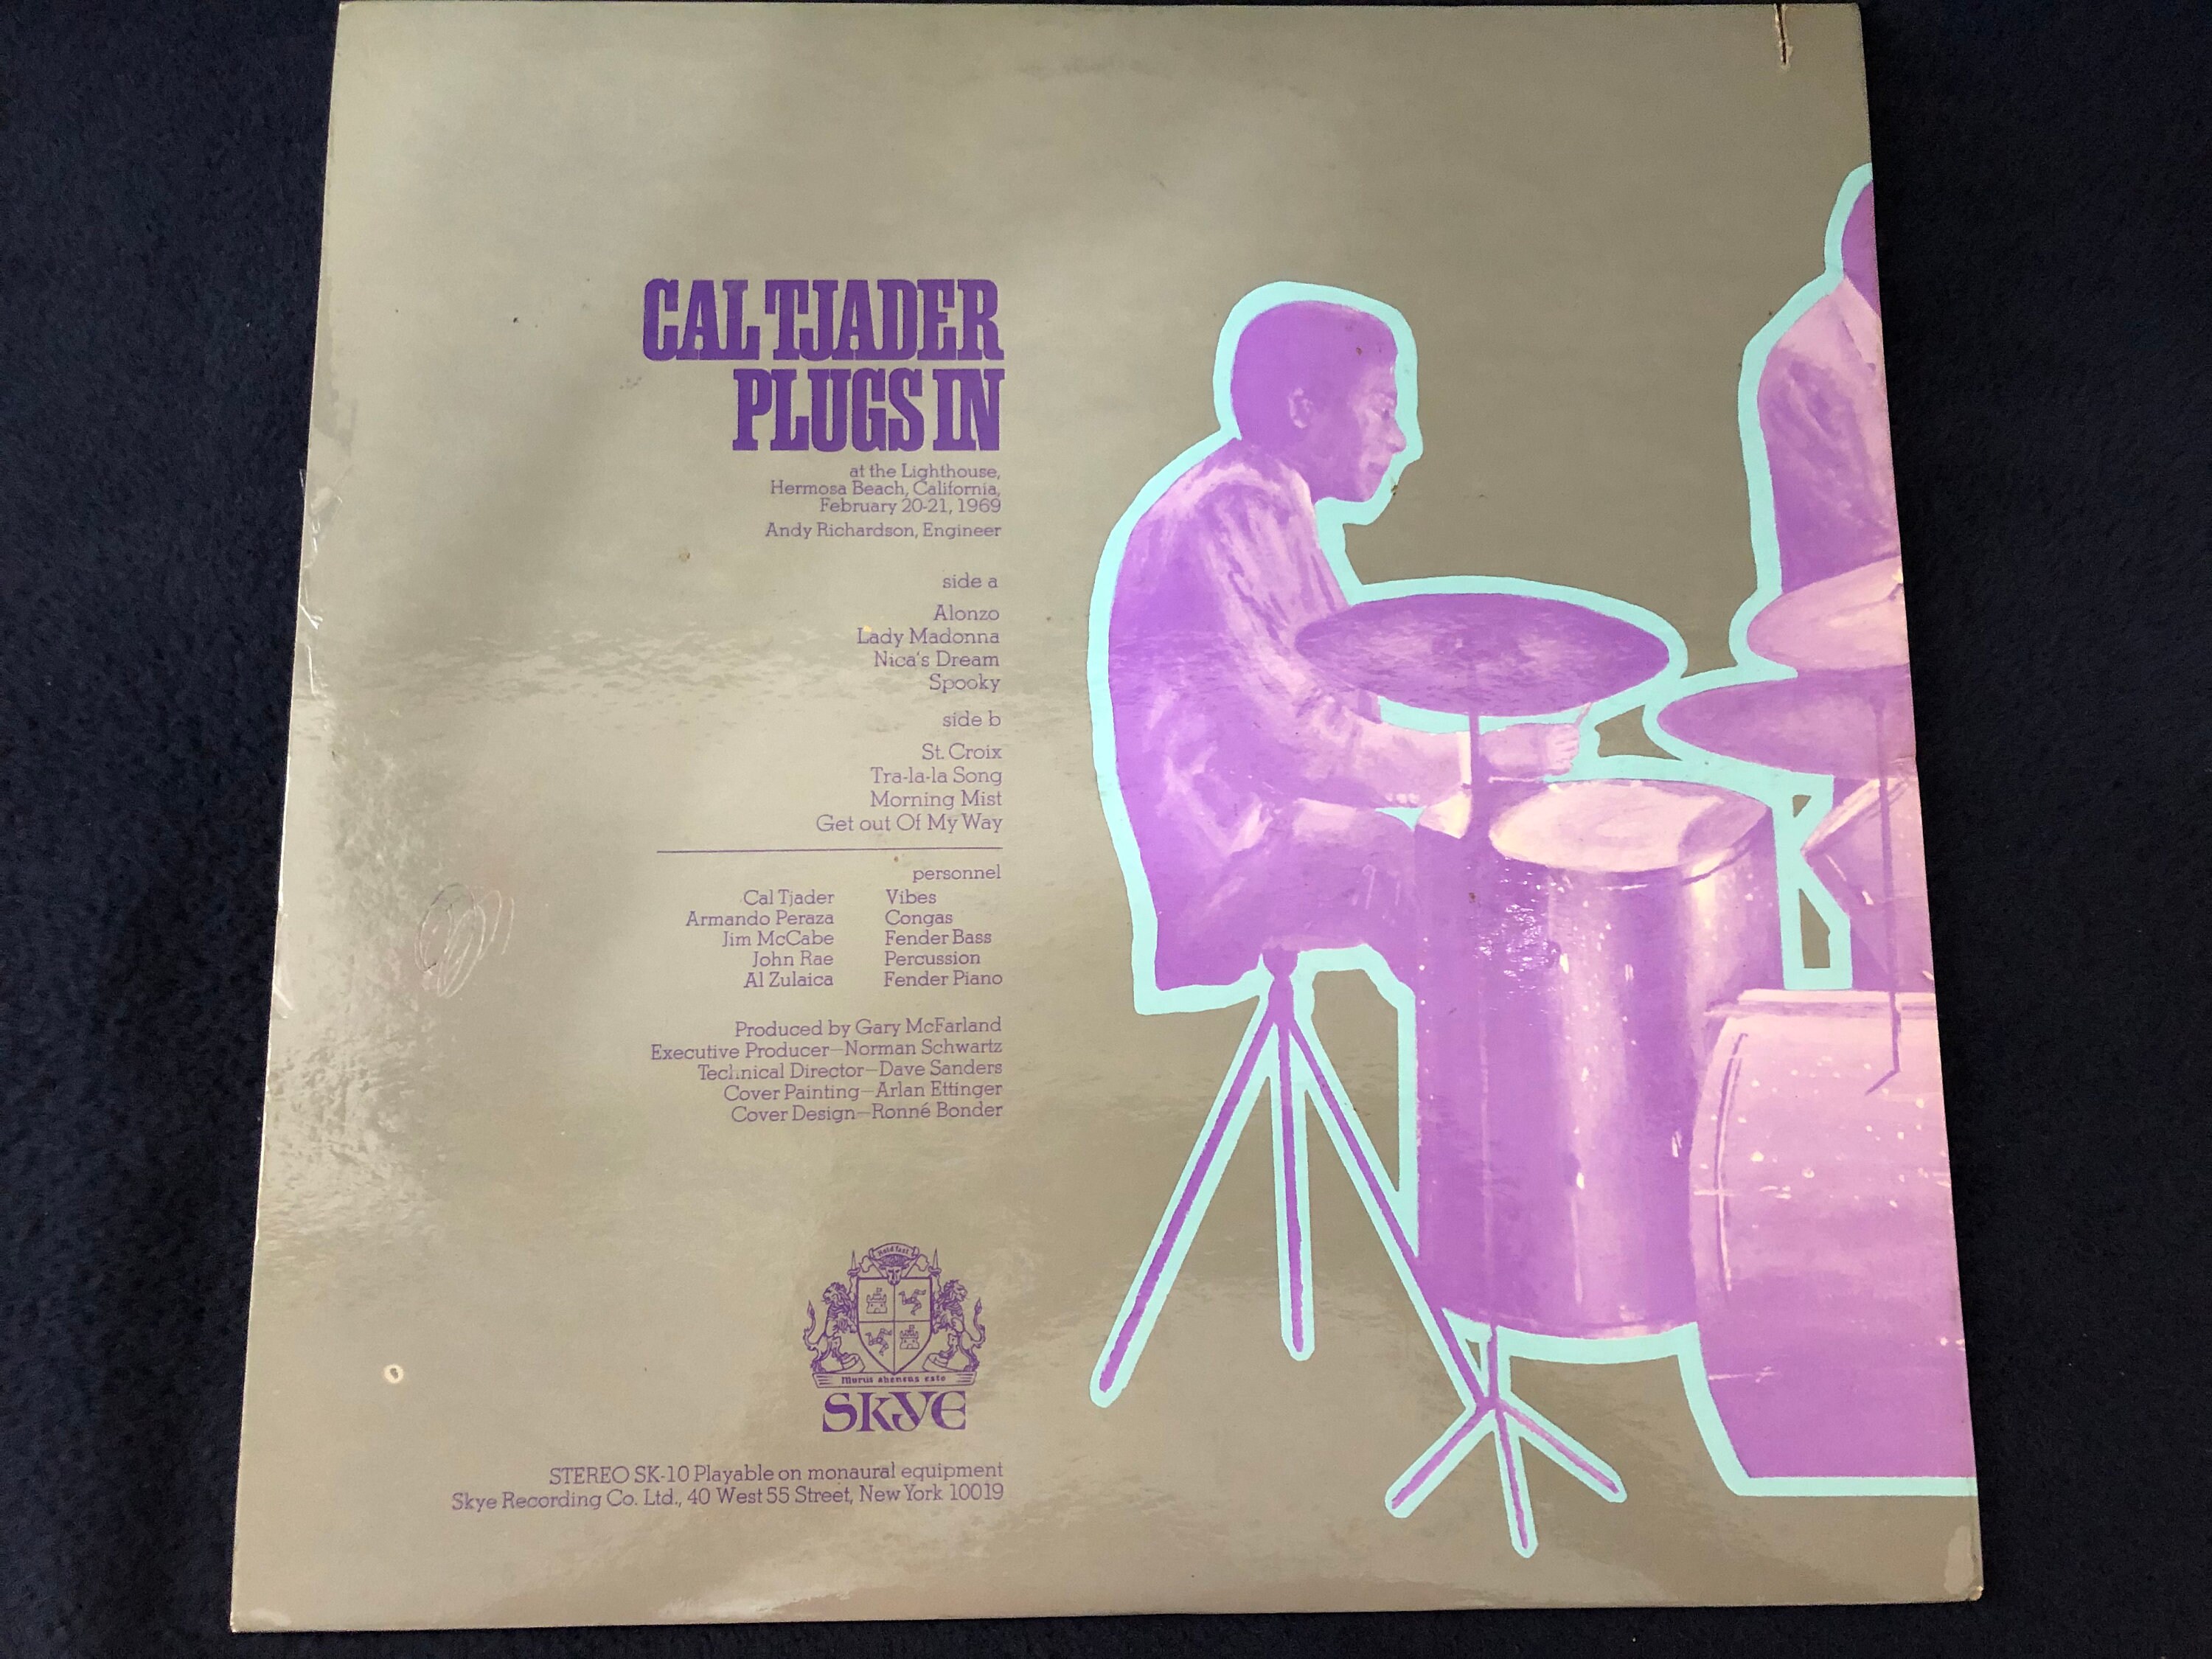 CAL TJADER
PLUGS IN
at the Lighthouse,
Hermosa Beach, California,
February 20-21, 1969
Andy Richardson, Engineer
side a
Alonzo
Lady Madonna
Nica's Dream
Spooky
side b
St. Croix
Tra-la-la Song
Morning Mist
Get out Of My Way
personnel
Cal Tjader Vibes
Armando Peraza Congas
Jim McCabe Fender Bass
John Rae Percussion
Al Zulaica Fender Piano
Produced by Gary McFarland
Executive Producer—Norman Schwartz
Technical Director—Dave Sanders
Cover Painting—Arlan Ettinger
Cover Design—Ronné Bonder
Hold fast
Murus aheneus esto
SKYE
STEREO SK-10 Playable on monaural equipment
Skye Recording Co. Ltd., 40 West 55 Street, New York 10019